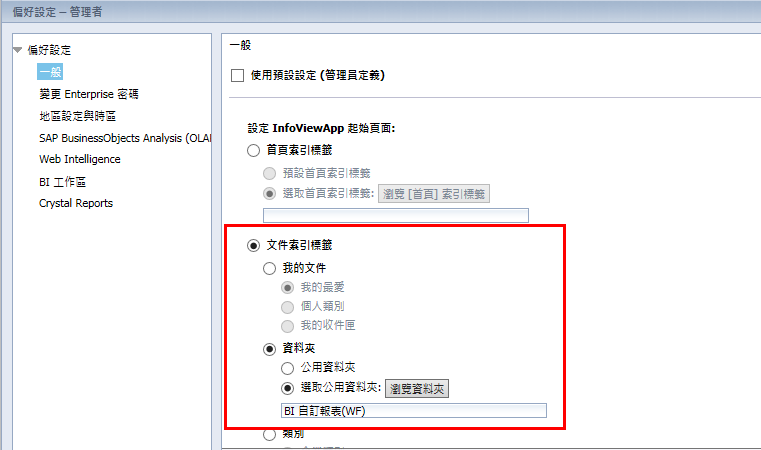 偏好設定 – 管理者
偏好設定
一般
變更 Enterprise 密碼
地區設定與時區
SAP BusinessObjects Analysis (OLA
Web Intelligence
BI 工作區
Crystal Reports
一般
使用預設設定 (管理員定義)
設定 InfoViewApp 起始頁面:
首頁索引標籤
預設首頁索引標籤
選取首頁索引標籤: 瀏覽 [首頁] 索引標籤
文件索引標籤
我的文件
我的最愛
個人類別
我的收件匣
資料夾
公用資料夾
選取公用資料夾: 瀏覽資料夾
BI 自訂報表(WF)
類別